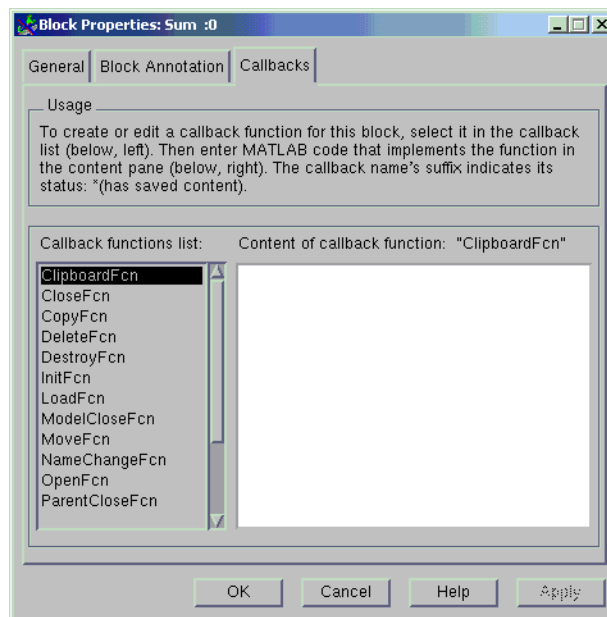 Block Properties: Sum :0
General Block Annotation Callbacks
Usage
To create or edit a callback function for this block, select it in the callback
list (below, left). Then enter MATLAB code that implements the function in
the content pane (below, right). The callback name's suffix indicates its
status: *(has saved content).
Callback functions list: Content of callback function: "ClipboardFcn"
ClipboardFcn
CloseFcn
CopyFcn
DeleteFcn
DestroyFcn
InitFcn
LoadFcn
ModelCloseFcn
MoveFcn
NameChangeFcn
OpenFcn
ParentCloseFcn
OK Cancel Help Apply